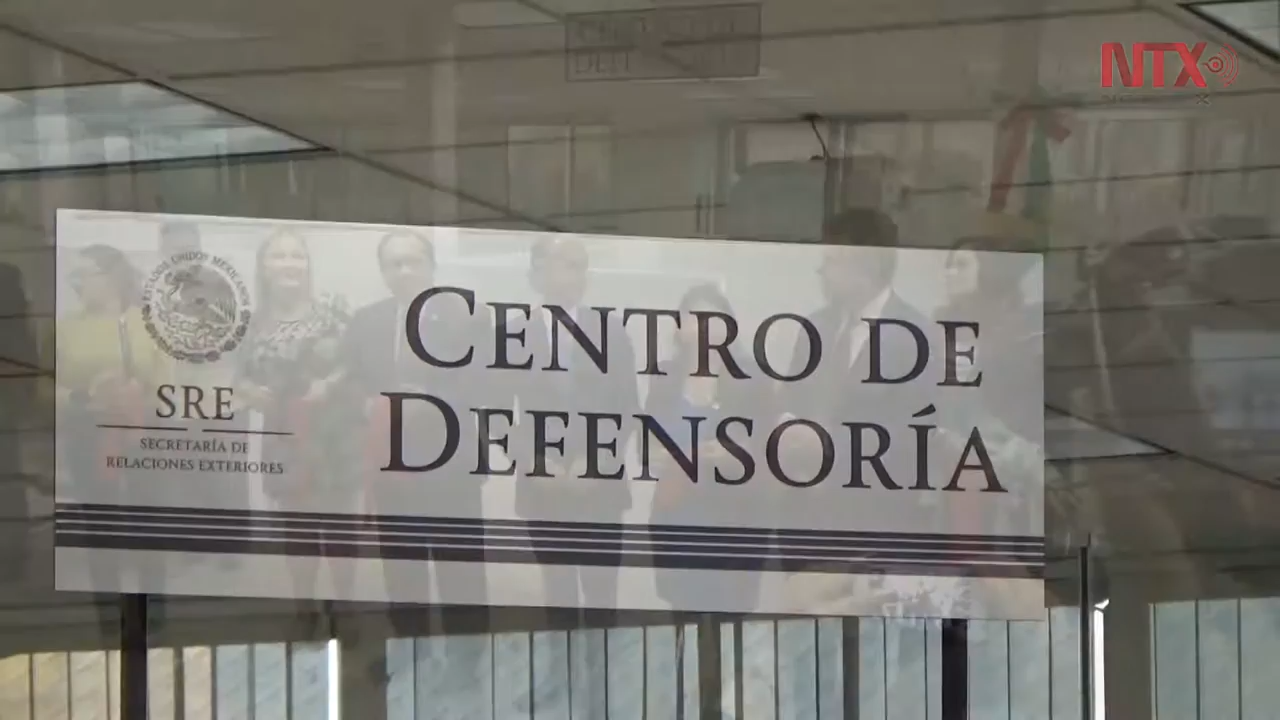 NTX
ESTADOS UNIDOS MEXICANOS
SRE
SECRETARÍA DE
RELACIONES EXTERIORES
CENTRO DE
DEFENSORÍA